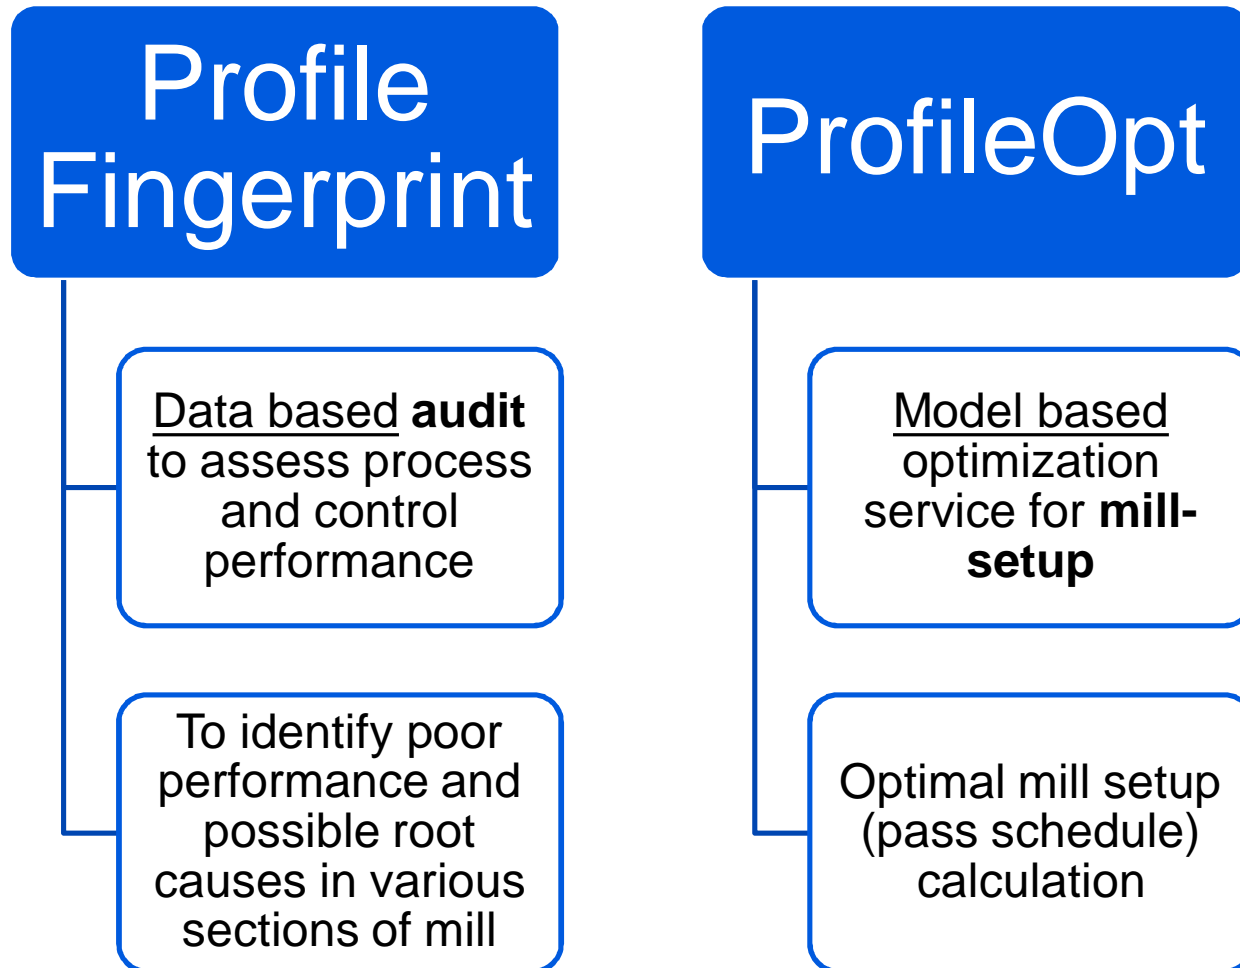 Profile
Fingerprint
Data based audit
to assess process
and control
performance
To identify poor
performance and
possible root
causes in various
sections of mill
ProfileOpt
Model based
optimization
service for mill-
setup
Optimal mill setup
(pass schedule)
calculation